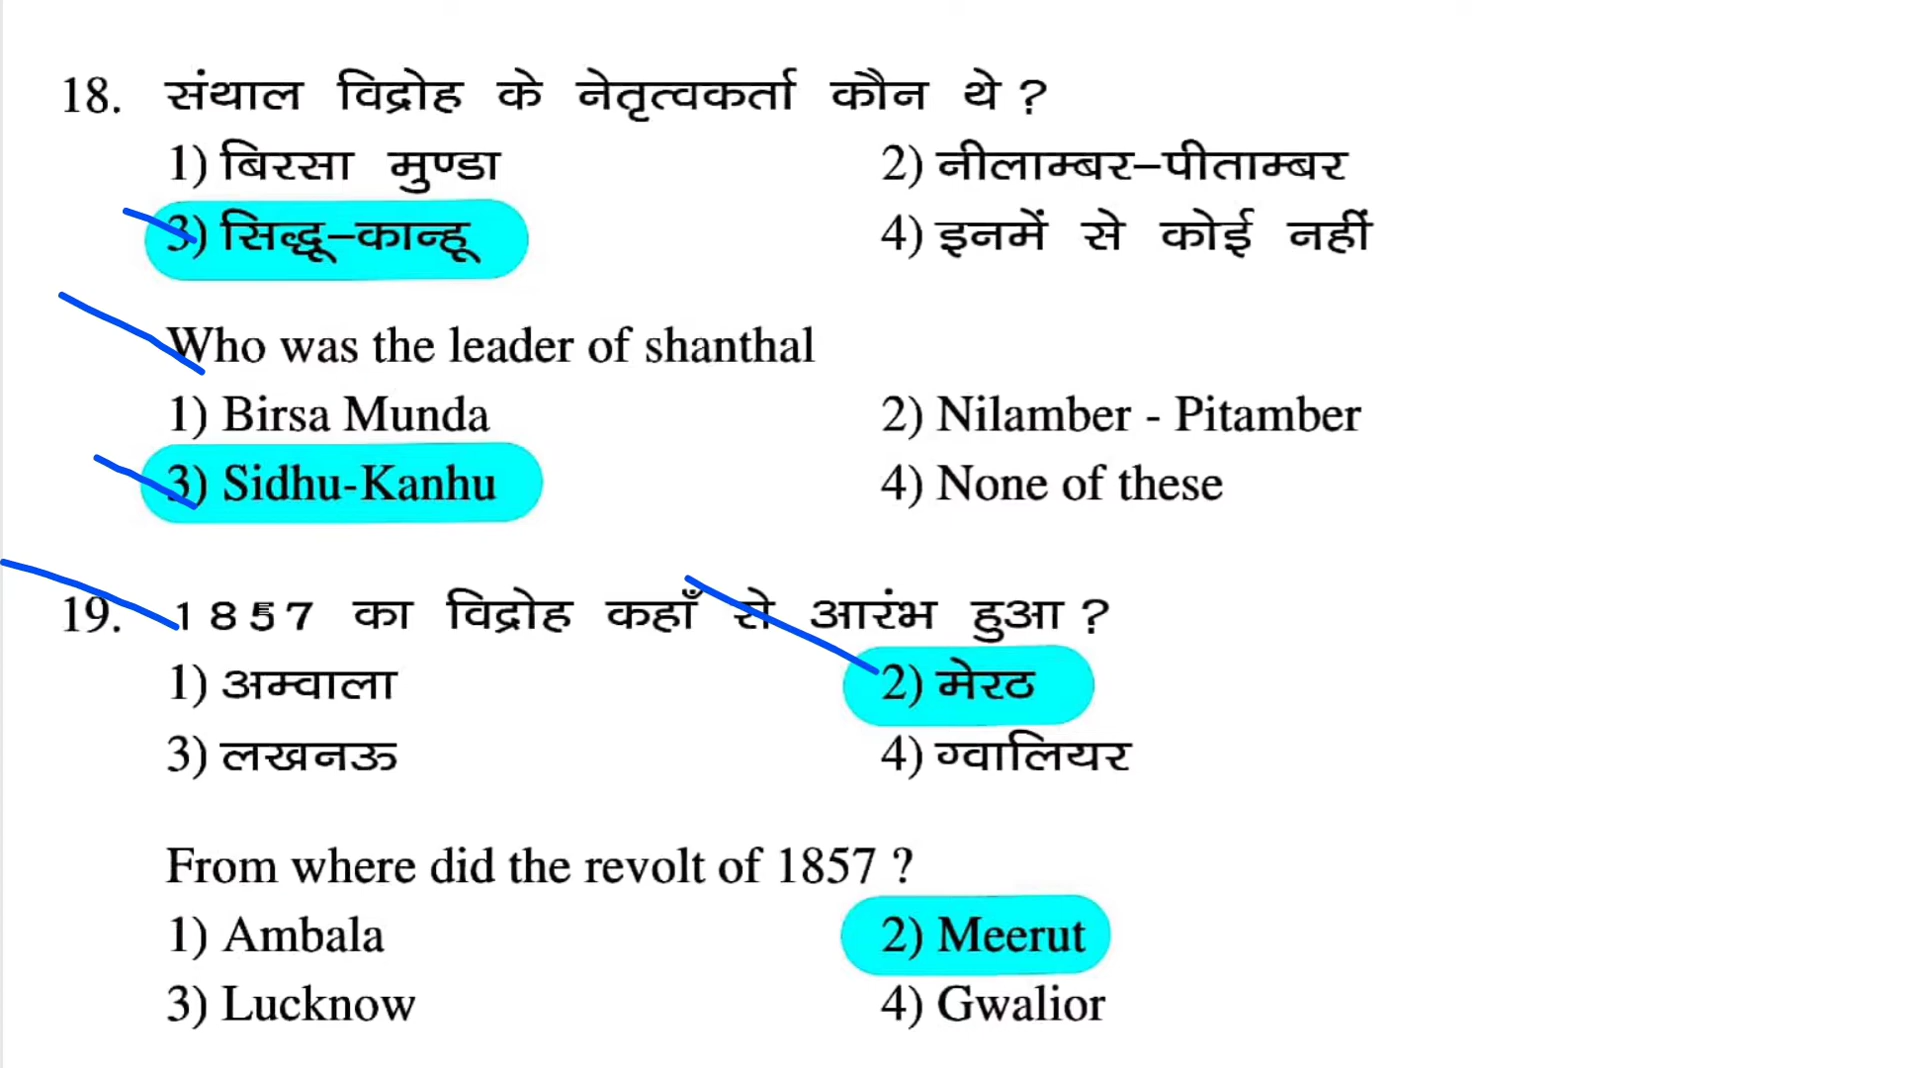 18. संथाल विद्रोह के नेतृत्वकर्ता कौन थे ?
1) बिरसा मुण्डा 2) नीलाम्बर–पीताम्बर
3) सिद्धू–कान्हू 4) इनमें से कोई नहीं
Who was the leader of shanthal
1) Birsa Munda 2) Nilamber - Pitamber
3) Sidhu-Kanhu 4) None of these
19. 1857 का विद्रोह कहाँ से आरंभ हुआ ?
1) अम्वाला 2) मेरठ
3) लखनऊ 4) ग्वालियर
From where did the revolt of 1857 ?
1) Ambala 2) Meerut
3) Lucknow 4) Gwalior